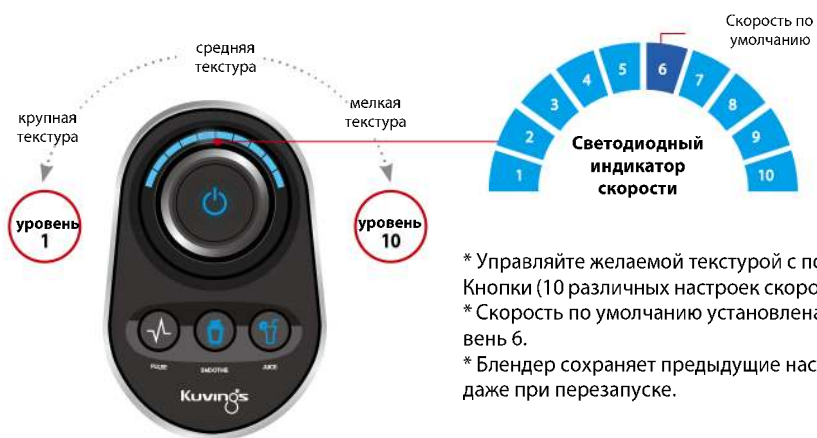 Скорость по
умолчанию
средняя
текстура
крупная
текстура
мелкая
текстура
1
2
3
4
5
6
7
8
9
10
Светодиодный
индикатор
скорости
уровень
1
уровень
10
* Управляйте желаемой текстурой с по
Кнопки (10 различных настроек скоро
* Скорость по умолчанию установлена
вень 6.
* Блендер сохраняет предыдущие нас
даже при перезапуске.
PULSE
SMOOTHIE
JUICE
Kuvings